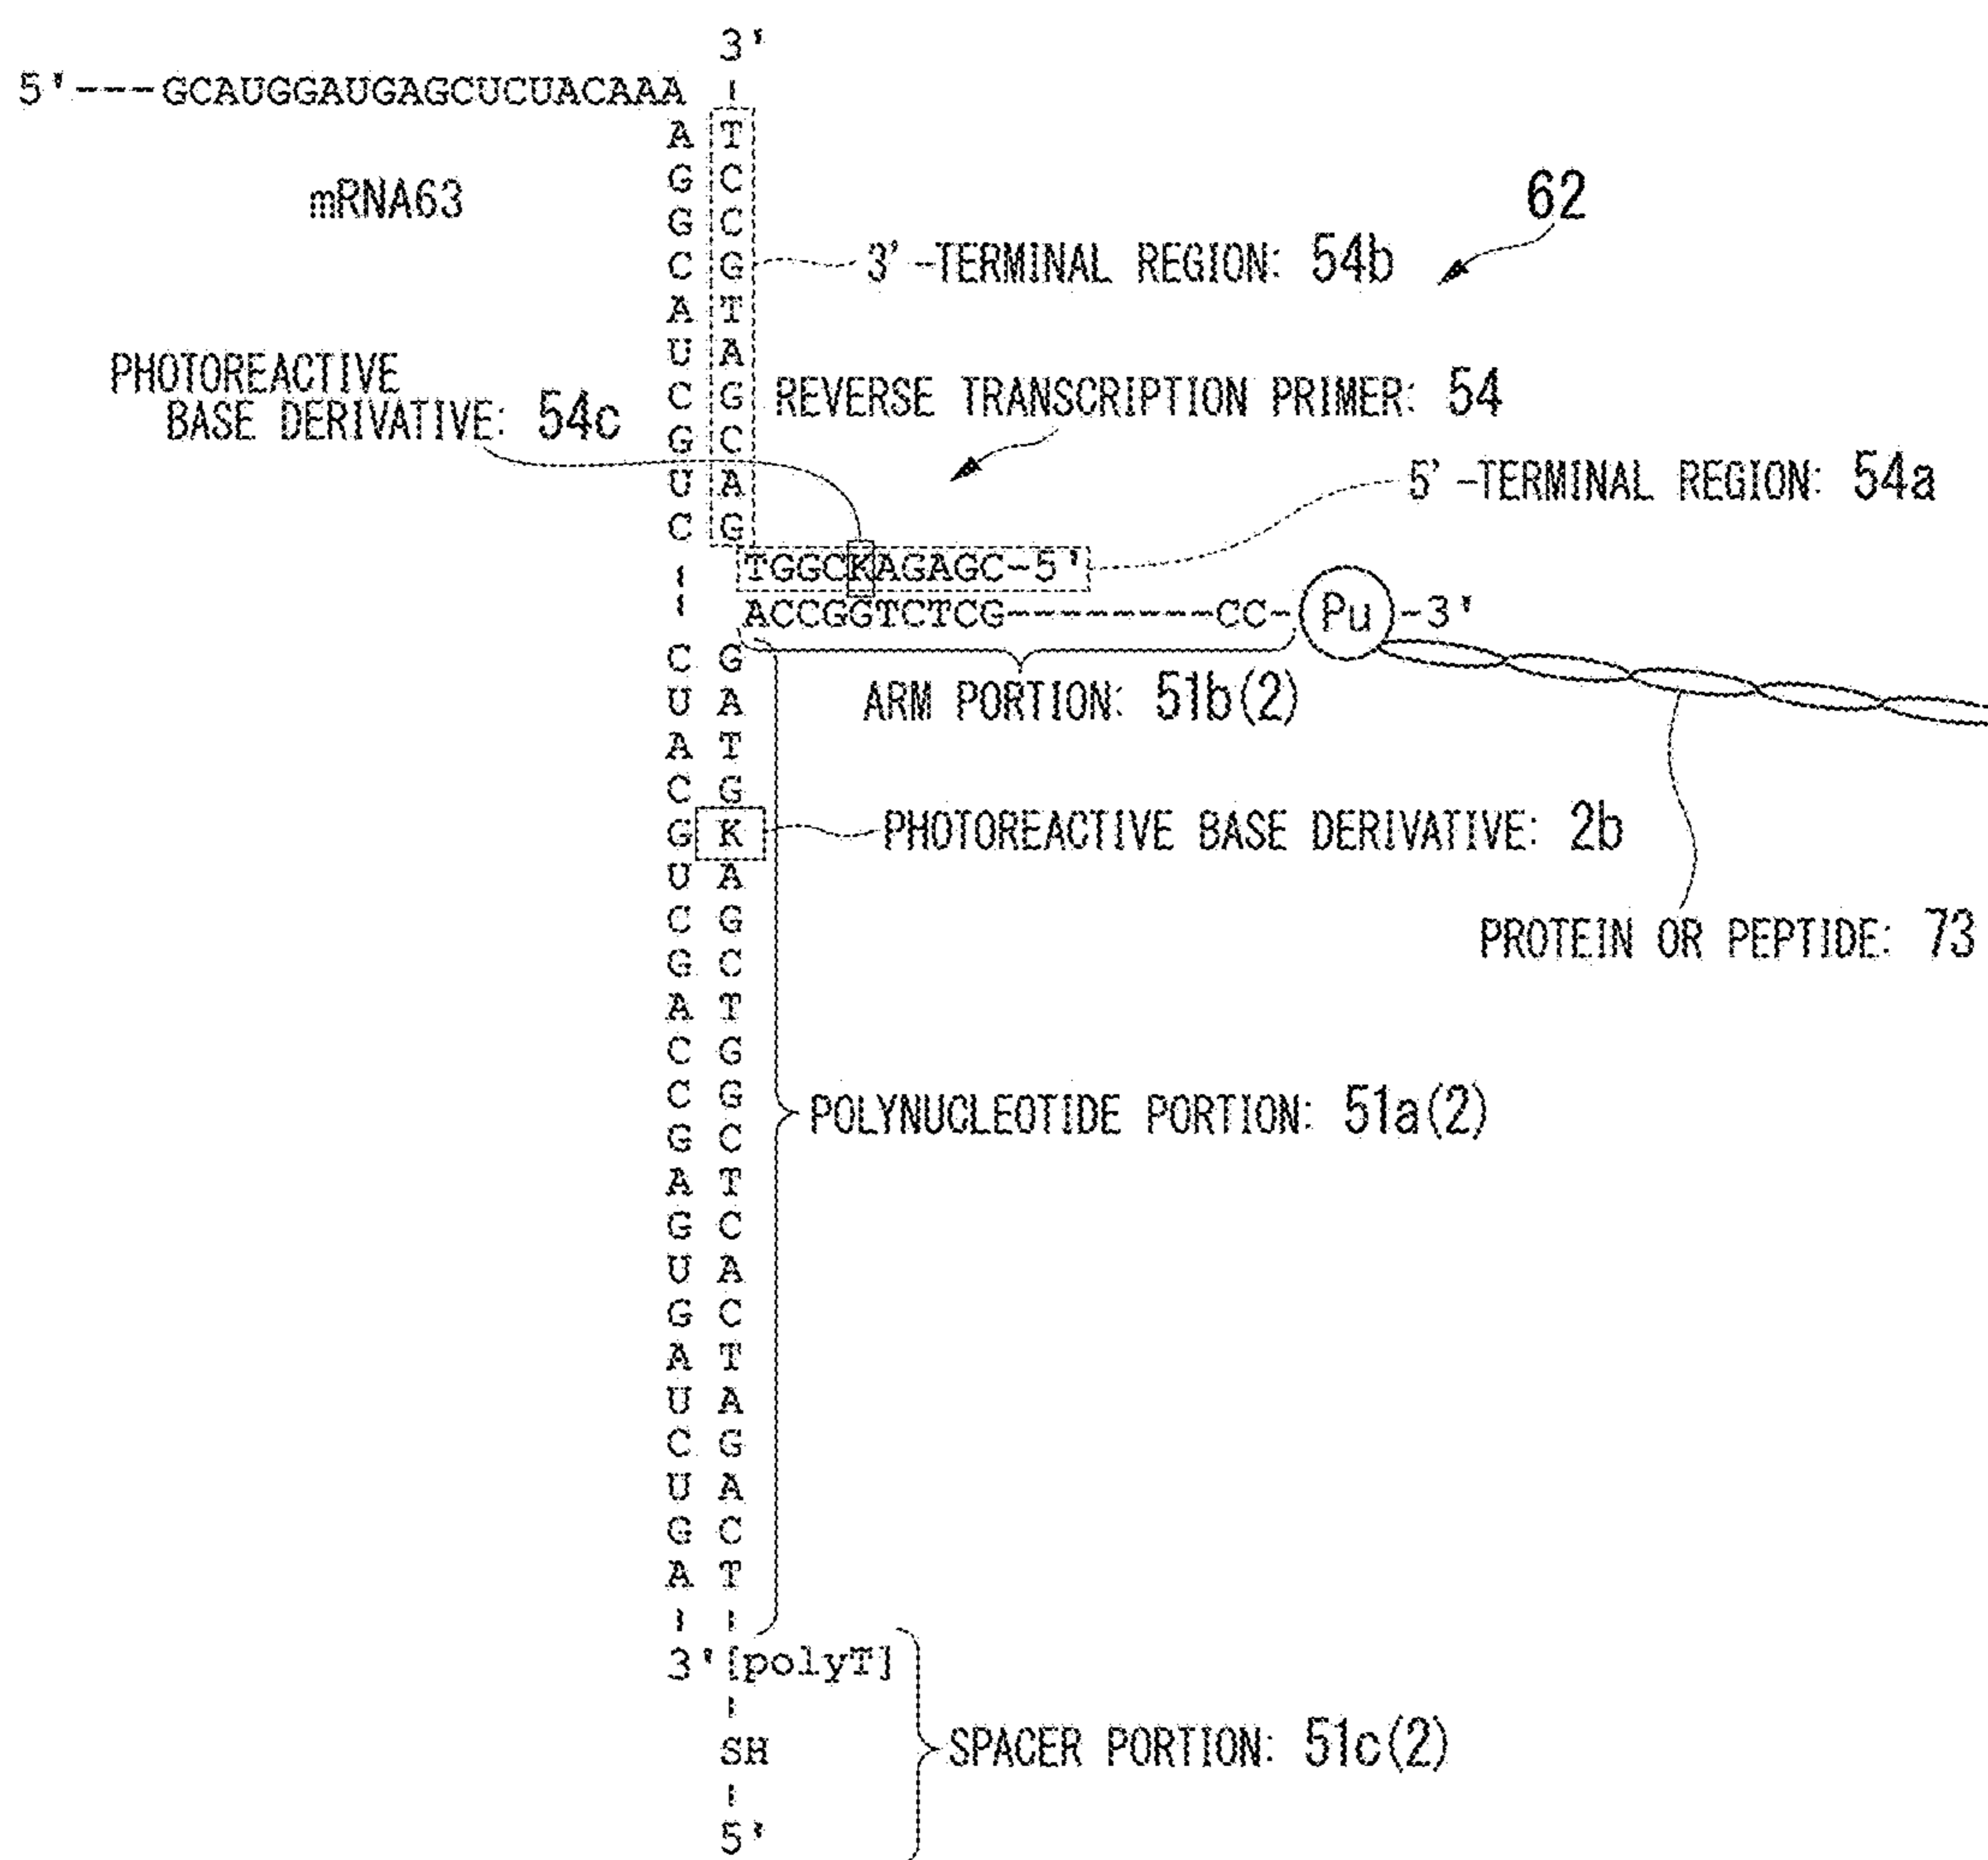 3'
5'---GCAUGGAUGAGCUCUACAAA
A T
G C
mRNA63
62
G C
C G
3'-TERMINAL REGION: 54b
A T
U A
PHOTOREACTIVE
BASE DERIVATIVE: 54c
C G
REVERSE TRANSCRIPTION PRIMER: 54
G C
U A
5'-TERMINAL REGION: 54a
C G
TGGCKAGAGC-5'
ACCGGTCTCG---------CC-Pu-3'
C G
U A
ARM PORTION: 51b(2)
A T
C G
G K
PHOTOREACTIVE BASE DERIVATIVE: 2b
U A
C G
PROTEIN OR PEPTIDE: 73
G C
A T
C G
C G
POLYNUCLEOTIDE PORTION: 51a(2)
G C
A T
G C
U A
G C
A T
U A
C G
U A
G C
A T
3' [polyT]
SH
SPACER PORTION: 51c(2)
5'